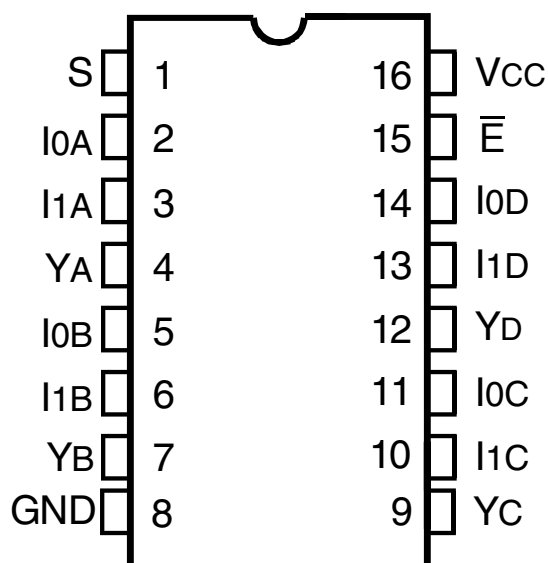 S 1 16 VCC
I0A 2 15 E̅
I1A 3 14 I0D
YA 4 13 I1D
I0B 5 12 YD
I1B 6 11 I0C
YB 7 10 I1C
GND 8 9 YC